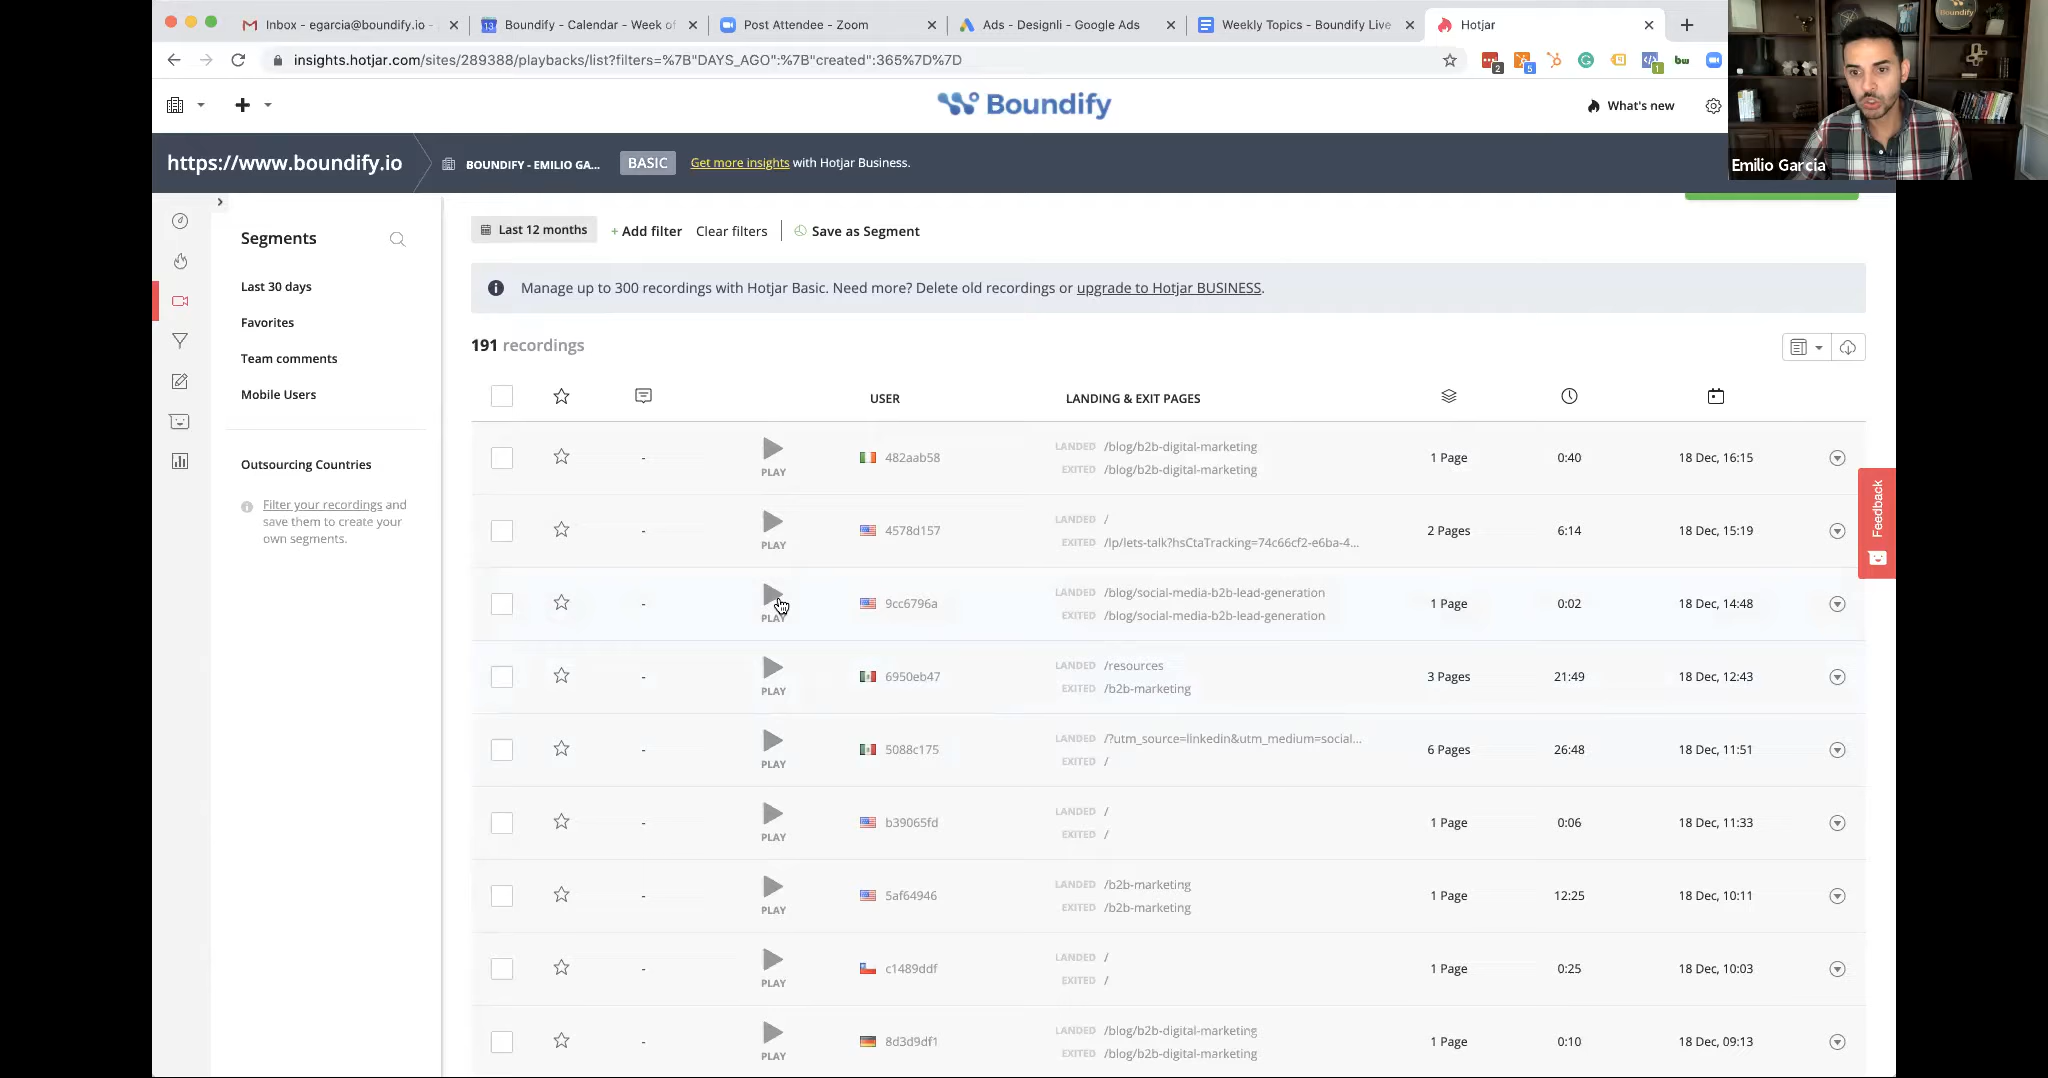 Inbox - egarcia@boundify.io -
Boundify - Calendar - Week of
Post Attendee - Zoom
Ads - Designli - Google Ads
Weekly Topics - Boundify Live
Hotjar
insights.hotjar.com/sites/289388/playbacks/list?filters=%7B"DAYS_AGO":%7B"created":365%7D%7D
Boundify
What's new
Emilio Garcia
https://www.boundify.io
BOUNDIFY - EMILIO GA...
BASIC
Get more insights with Hotjar Business.
Segments
Last 30 days
Favorites
Team comments
Mobile Users
Outsourcing Countries
Filter your recordings and
save them to create your
own segments.
Last 12 months
+ Add filter
Clear filters
Save as Segment
Manage up to 300 recordings with Hotjar Basic. Need more? Delete old recordings or upgrade to Hotjar BUSINESS.
191 recordings
USER
LANDING & EXIT PAGES
PLAY
482aab58
LANDED /blog/b2b-digital-marketing
EXITED /blog/b2b-digital-marketing
1 Page
0:40
18 Dec, 16:15
PLAY
4578d157
LANDED /
EXITED /lp/lets-talk?hsCtaTracking=74c66cf2-e6ba-4...
2 Pages
6:14
18 Dec, 15:19
PLAY
9cc6796a
LANDED /blog/social-media-b2b-lead-generation
EXITED /blog/social-media-b2b-lead-generation
1 Page
0:02
18 Dec, 14:48
PLAY
6950eb47
LANDED /resources
EXITED /b2b-marketing
3 Pages
21:49
18 Dec, 12:43
PLAY
5088c175
LANDED /?utm_source=linkedin&utm_medium=social...
EXITED /
6 Pages
26:48
18 Dec, 11:51
PLAY
b39065fd
LANDED /
EXITED /
1 Page
0:06
18 Dec, 11:33
PLAY
5af64946
LANDED /b2b-marketing
EXITED /b2b-marketing
1 Page
12:25
18 Dec, 10:11
PLAY
c1489ddf
LANDED /
EXITED /
1 Page
0:25
18 Dec, 10:03
PLAY
8d3d9df1
LANDED /blog/b2b-digital-marketing
EXITED /blog/b2b-digital-marketing
1 Page
0:10
18 Dec, 09:13
Feedback